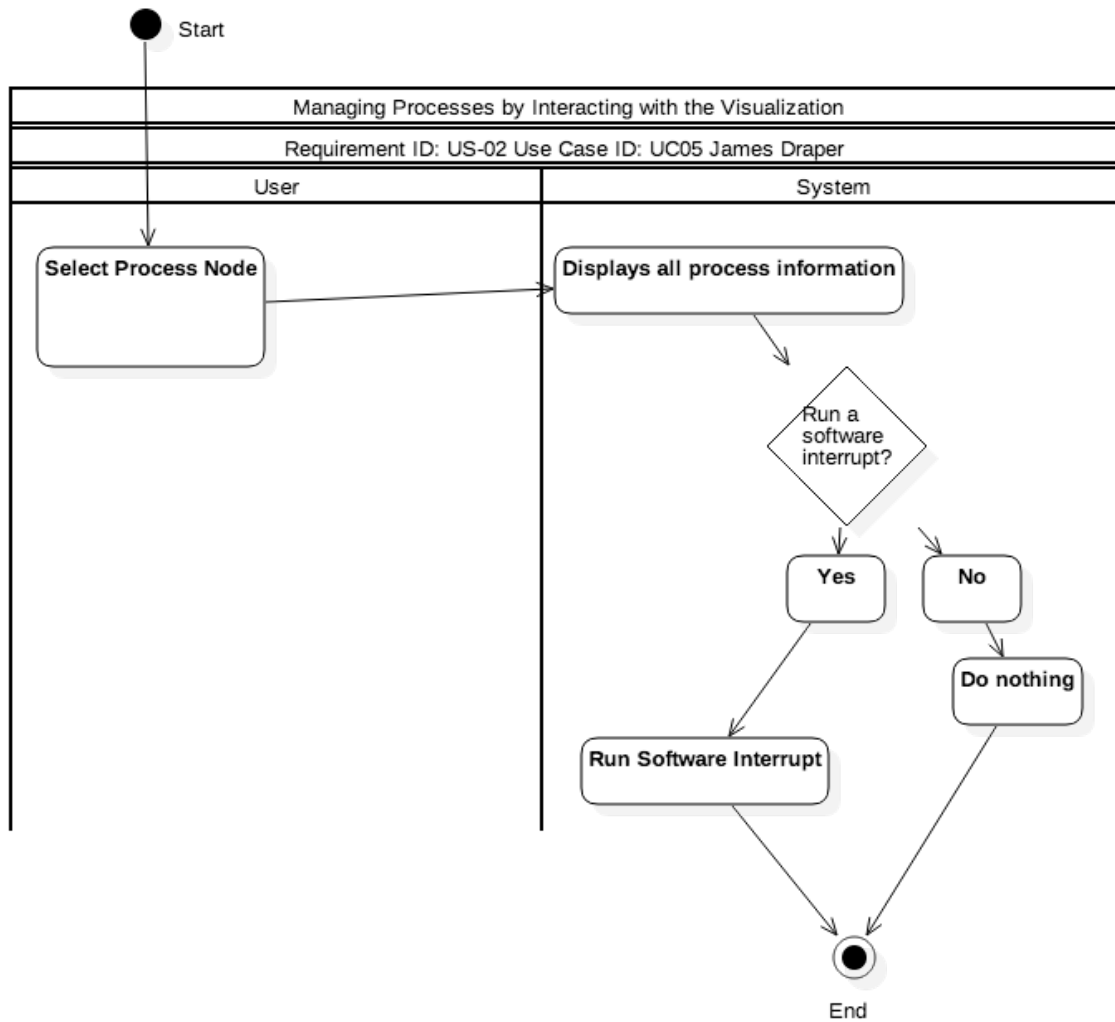 Start
Managing Processes by Interacting with the Visualization
Requirement ID: US-02 Use Case ID: UC05 James Draper
User
System
Select Process Node
Displays all process information
Run a
software
interrupt?
Yes
No
Do nothing
Run Software Interrupt
End